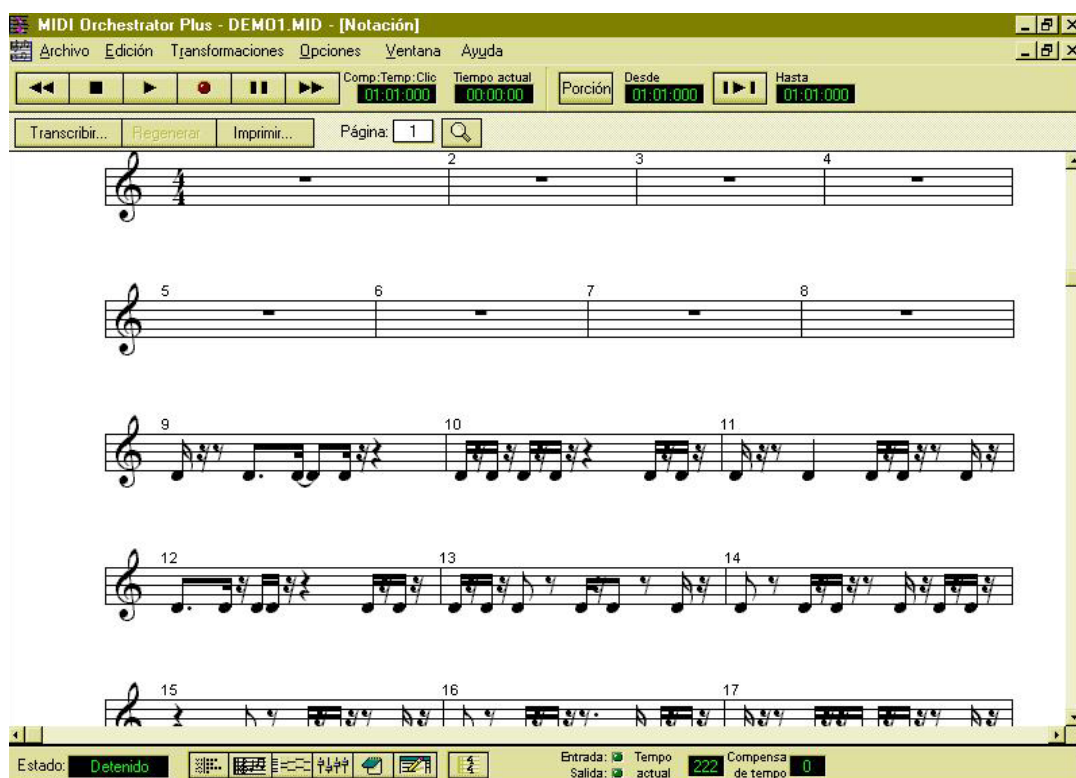 MIDI Orchestrator Plus - DEMO1.MID - [Notación]
Archivo Edición Transformaciones Opciones Ventana Ayuda
Comp:Temp:Clic Tiempo actual Desde Hasta
01:01:000 00:00:00 Porción 01:01:000 01:01:000
Transcribir... Regenerar Imprimir... Página: 1
2 3 4
4
4
5 6 7 8
9 10 11
12 13 14
15 16 17
Entrada: Tempo Compensa
Estado: Detenido 222 0
Salida: actual de tempo